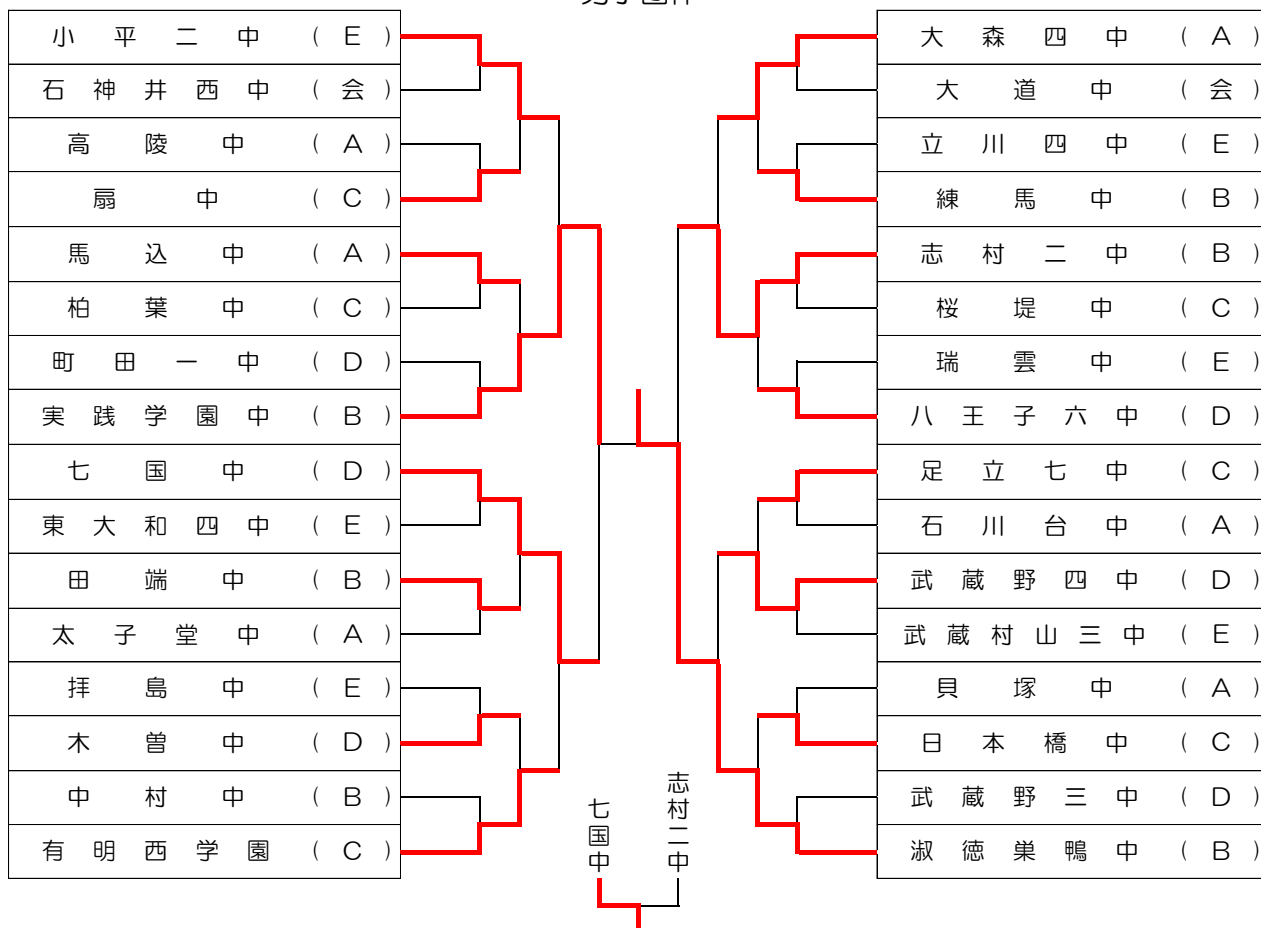 小平二中 (E)
石神井西中 (会)
高陵中 (A)
扇中 (C)
馬込中 (A)
柏葉中 (C)
町田一中 (D)
実践学園中 (B)
七国中 (D)
東大和四中 (E)
田端中 (B)
太子堂中 (A)
拝島中 (E)
木曽中 (D)
中村中 (B)
有明西学園 (C)
大森四中 (A)
大道中 (会)
立川四中 (E)
練馬中 (B)
志村二中 (B)
桜堤中 (C)
瑞雲中 (E)
八王子六中 (D)
足立七中 (C)
石川台中 (A)
武蔵野四中 (D)
武蔵村山三中 (E)
貝塚中 (A)
日本橋中 (C)
武蔵野三中 (D)
淑徳巣鴨中 (B)
七国中
志村二中